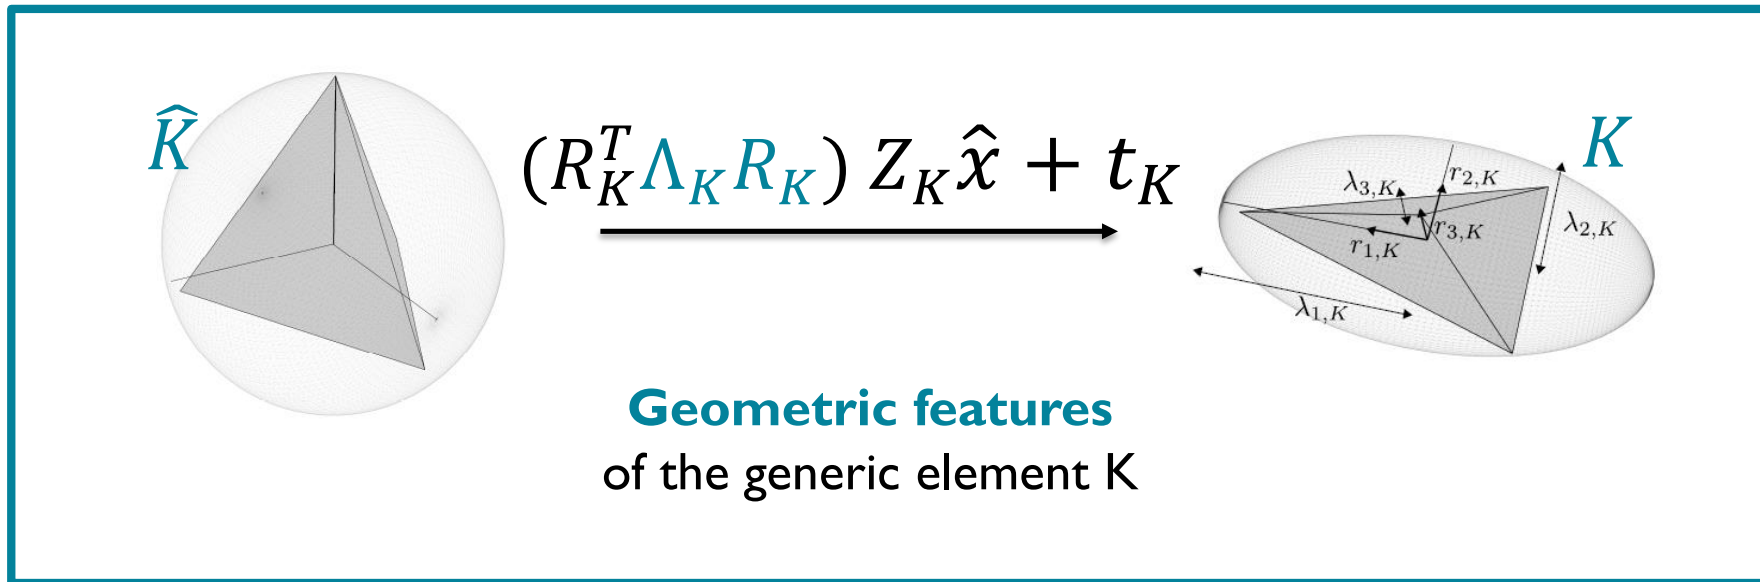 K̂
(R_K^T Λ_K R_K) Z_K x̂ + t_K
K
λ_{3,K}
r_{2,K}
r_{3,K}
r_{1,K}
λ_{2,K}
λ_{1,K}
Geometric features
of the generic element K